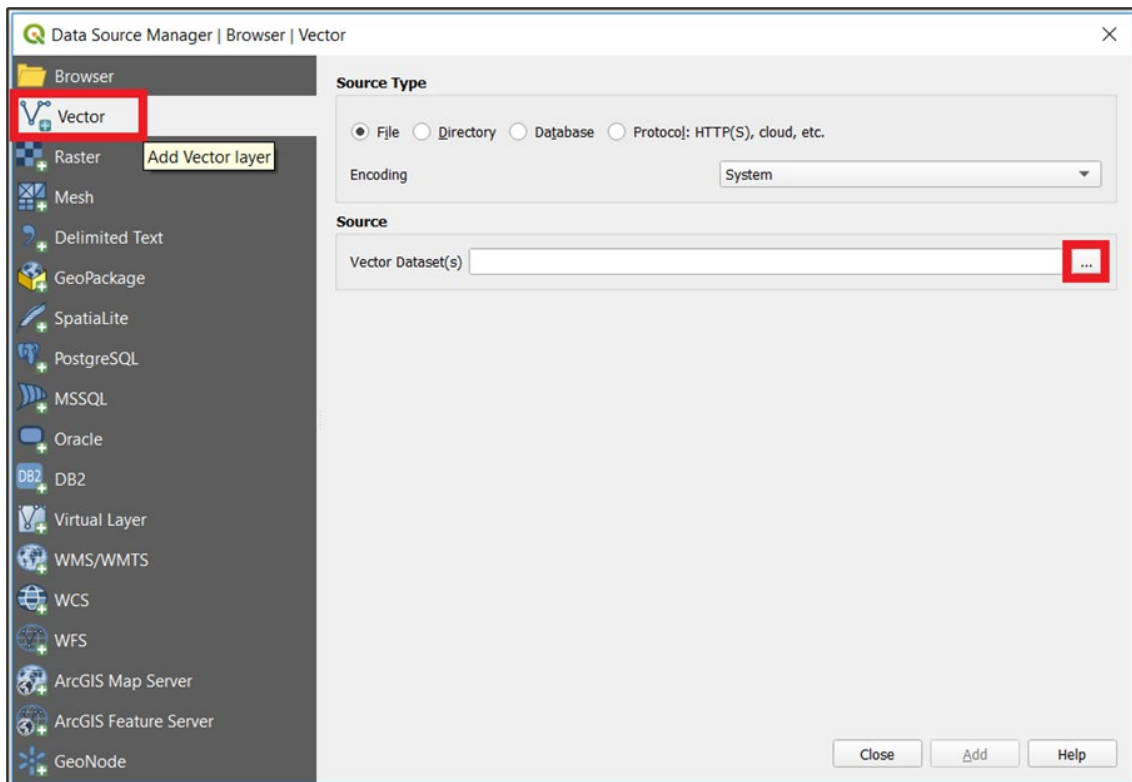 Data Source Manager | Browser | Vector
Browser
Vector
Raster
Add Vector layer
Mesh
Delimited Text
GeoPackage
SpatiaLite
PostgreSQL
MSSQL
Oracle
DB2
DB2
Virtual Layer
WMS/WMTS
WCS
WFS
ArcGIS Map Server
ArcGIS Feature Server
GeoNode
Source Type
File Directory Database Protocol: HTTP(S), cloud, etc.
Encoding System
Source
Vector Dataset(s) ...
Close Add Help